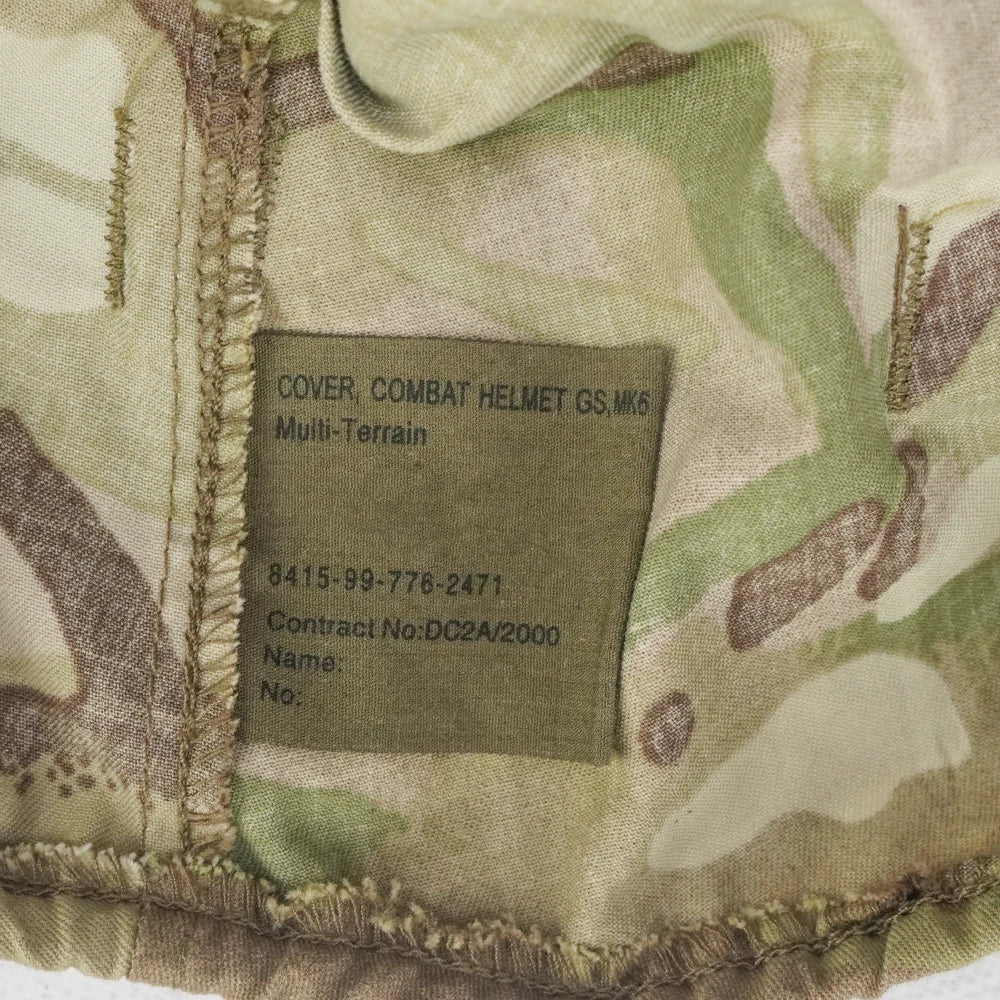 COVER, COMBAT HELMET GS,MK6
Multi-Terrain
8415-99-776-2471
Contract No:DC2A/2000
Name:
No: